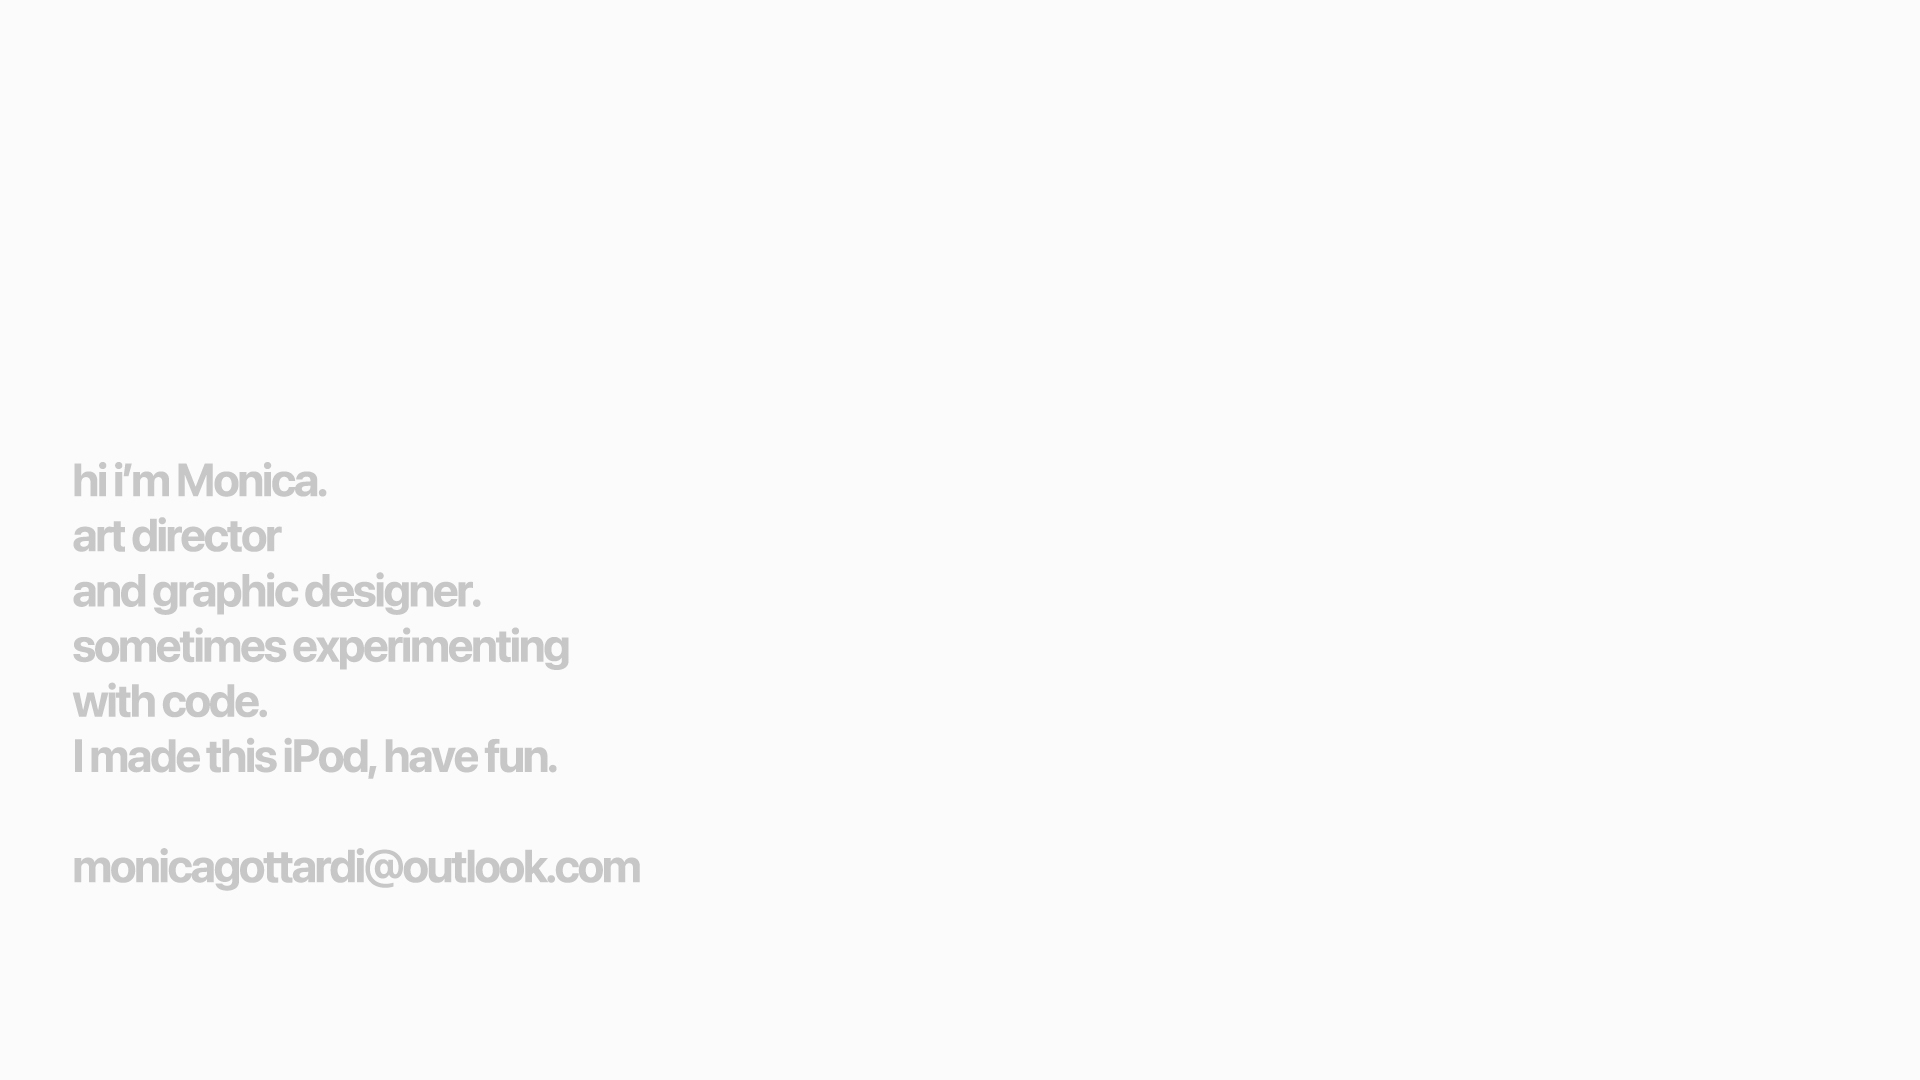 hi i’m Monica.
art director
and graphic designer.
sometimes experimenting
with code.
I made this iPod, have fun.
monicagottardi@outlook.com